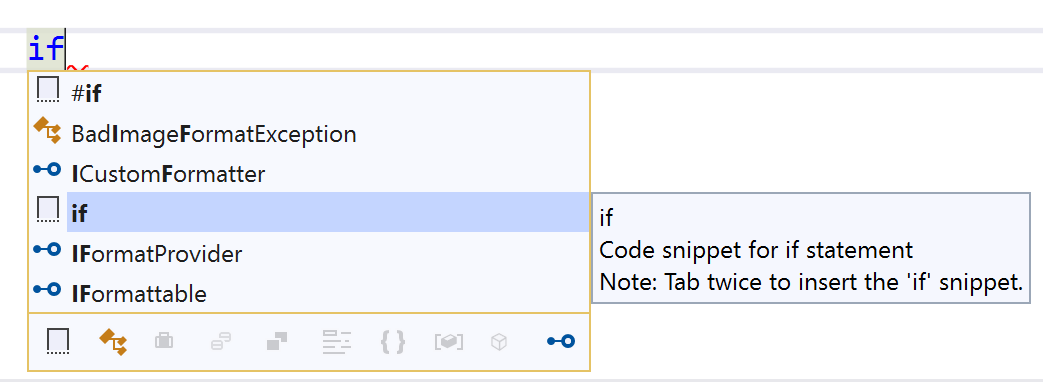 if
#if
BadImageFormatException
ICustomFormatter
if
IFormatProvider
IFormattable
if
Code snippet for if statement
Note: Tab twice to insert the 'if' snippet.